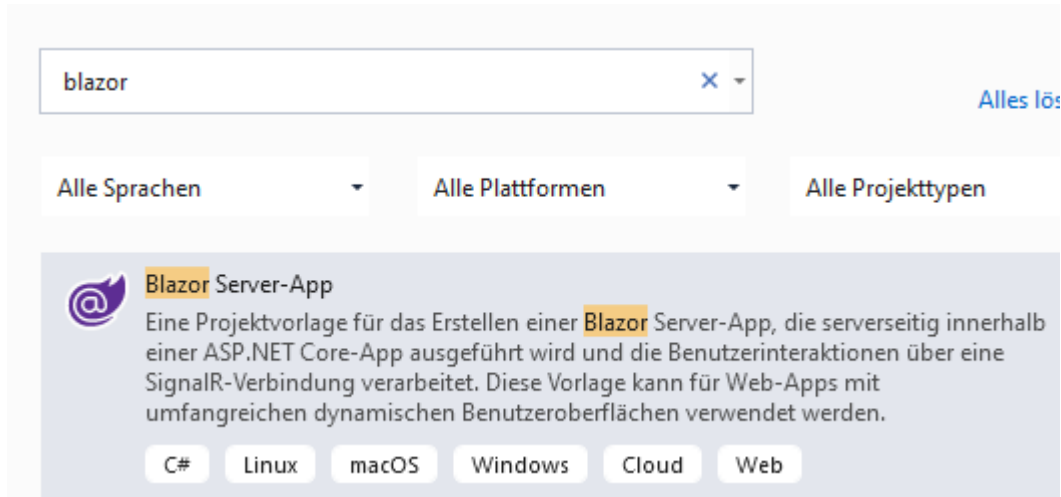 blazor
Alles lös
Alle Sprachen Alle Plattformen Alle Projekttypen
Blazor Server-App
Eine Projektvorlage für das Erstellen einer Blazor Server-App, die serverseitig innerhalb
einer ASP.NET Core-App ausgeführt wird und die Benutzerinteraktionen über eine
SignalR-Verbindung verarbeitet. Diese Vorlage kann für Web-Apps mit
umfangreichen dynamischen Benutzeroberflächen verwendet werden.
C# Linux macOS Windows Cloud Web